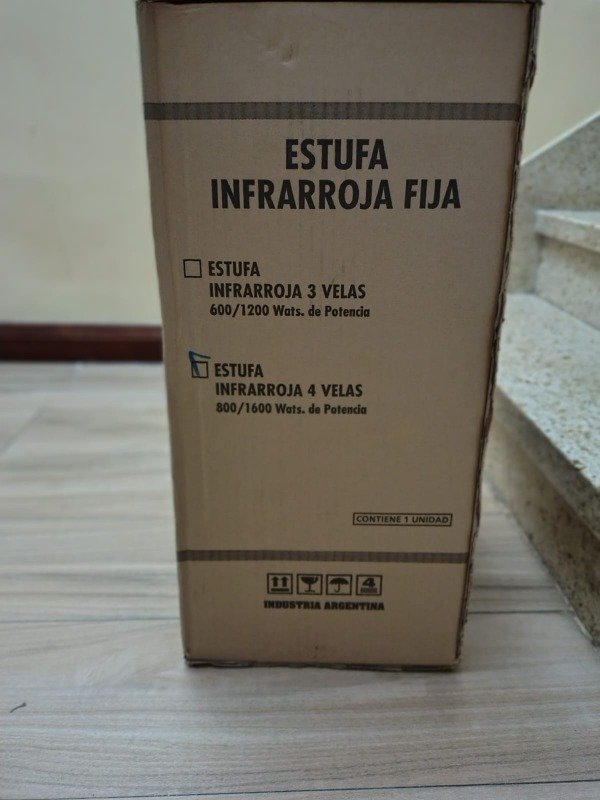 ESTUFA
INFRARROJA FIJA
ESTUFA
INFRARROJA 3 VELAS
600/1200 Wats. de Potencia
ESTUFA
INFRARROJA 4 VELAS
800/1600 Wats. de Potencia
CONTIENE 1 UNIDAD
4
INDUSTRIA ARGENTINA